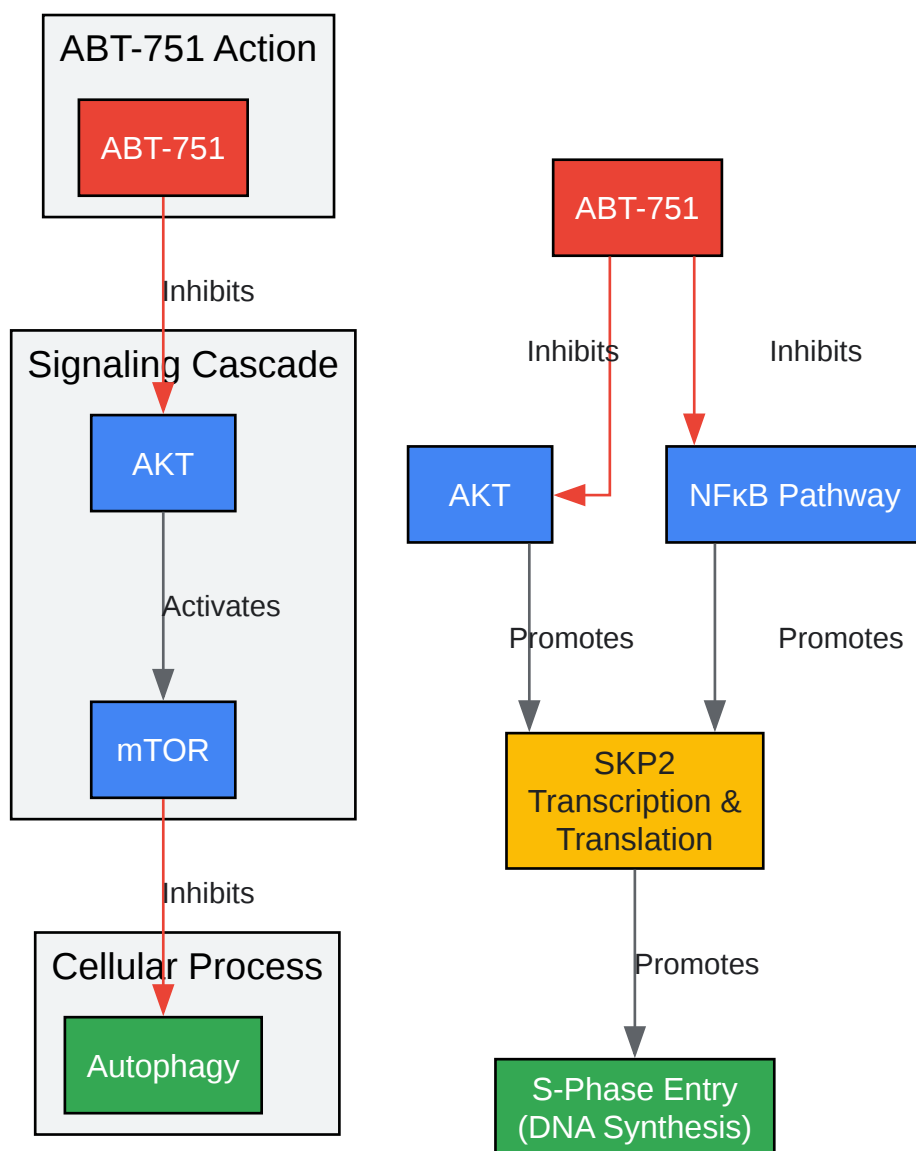 ABT-751 Action
ABT-751
Inhibits
Signaling Cascade
AKT
Activates
mTOR
Inhibits
Cellular Process
Autophagy
ABT-751
Inhibits
Inhibits
AKT
NFκB Pathway
Promotes
Promotes
SKP2
Transcription &
Translation
Promotes
S-Phase Entry
(DNA Synthesis)